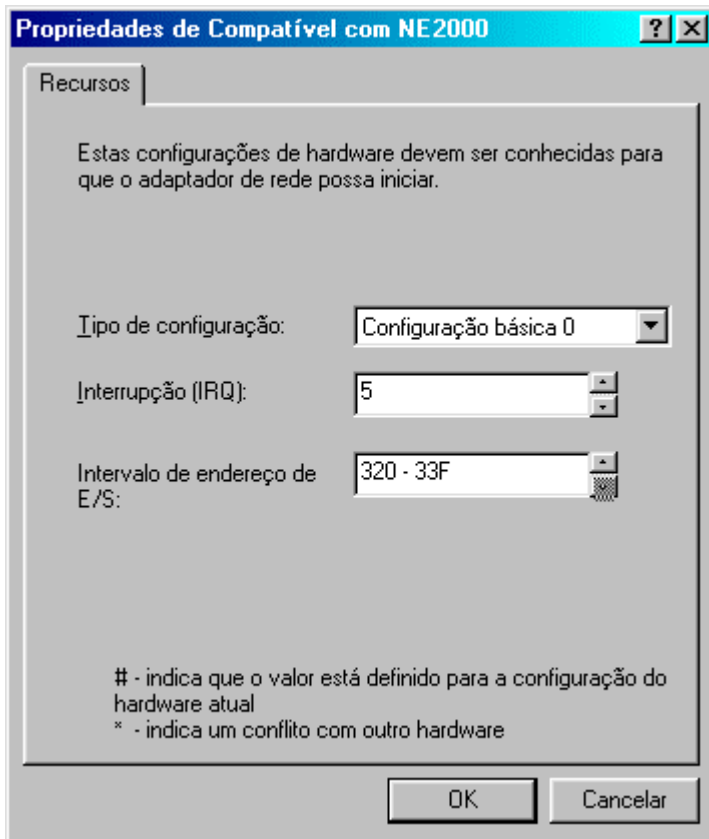 Propriedades de Compatível com NE2000
Recursos
Estas configurações de hardware devem ser conhecidas para
que o adaptador de rede possa iniciar.
Tipo de configuração:
Configuração básica 0
Interrupção (IRQ):
5
Intervalo de endereço de
E/S:
320 - 33F
# - indica que o valor está definido para a configuração do
hardware atual
* - indica um conflito com outro hardware
OK
Cancelar